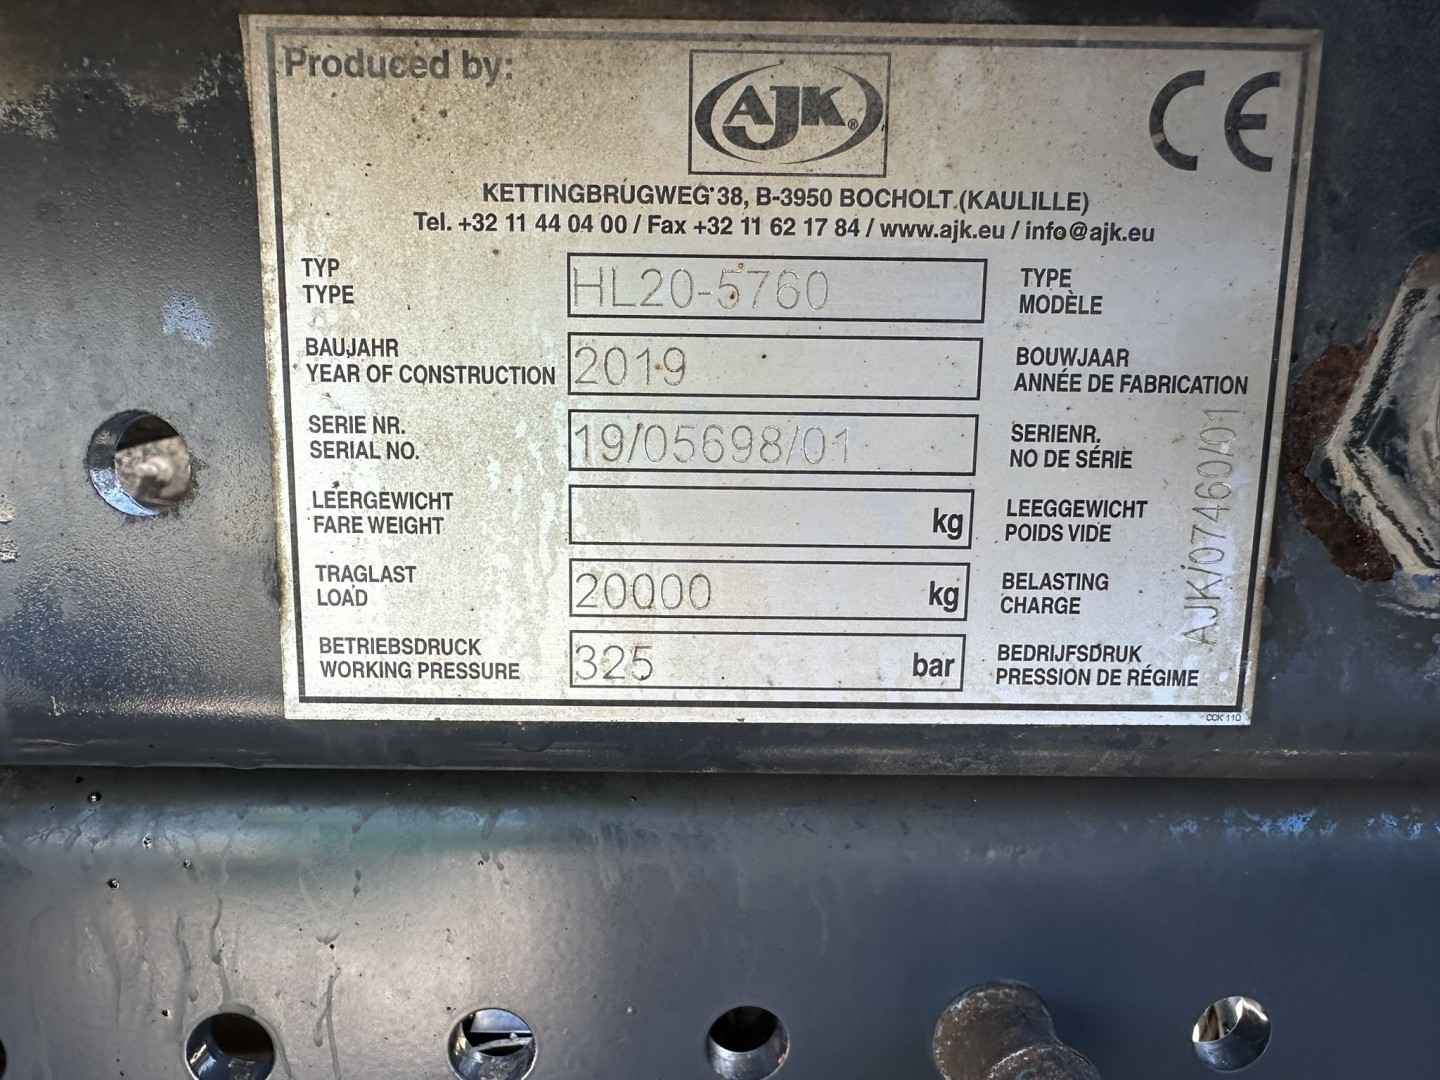 Produced by:
AJK®
CE
KETTINGBRUGWEG 38, B-3950 BOCHOLT (KAULILLE)
Tel. +32 11 44 04 00 / Fax +32 11 62 17 84 / www.ajk.eu / info@ajk.eu
TYP
TYPE
HL20-5760
TYPE
MODÈLE
BAUJAHR
YEAR OF CONSTRUCTION
2019
BOUWJAAR
ANNÉE DE FABRICATION
SERIE NR.
SERIAL NO.
19/05698/01
SERIENR.
NO DE SÉRIE
LEERGEWICHT
FARE WEIGHT
kg
LEEGGEWICHT
POIDS VIDE
TRAGLAST
LOAD
20000 kg
BELASTING
CHARGE
BETRIEBSDRUCK
WORKING PRESSURE
325 bar
BEDRIJFSDRUK
PRESSION DE RÉGIME
AJK/07460/01
CCK 110